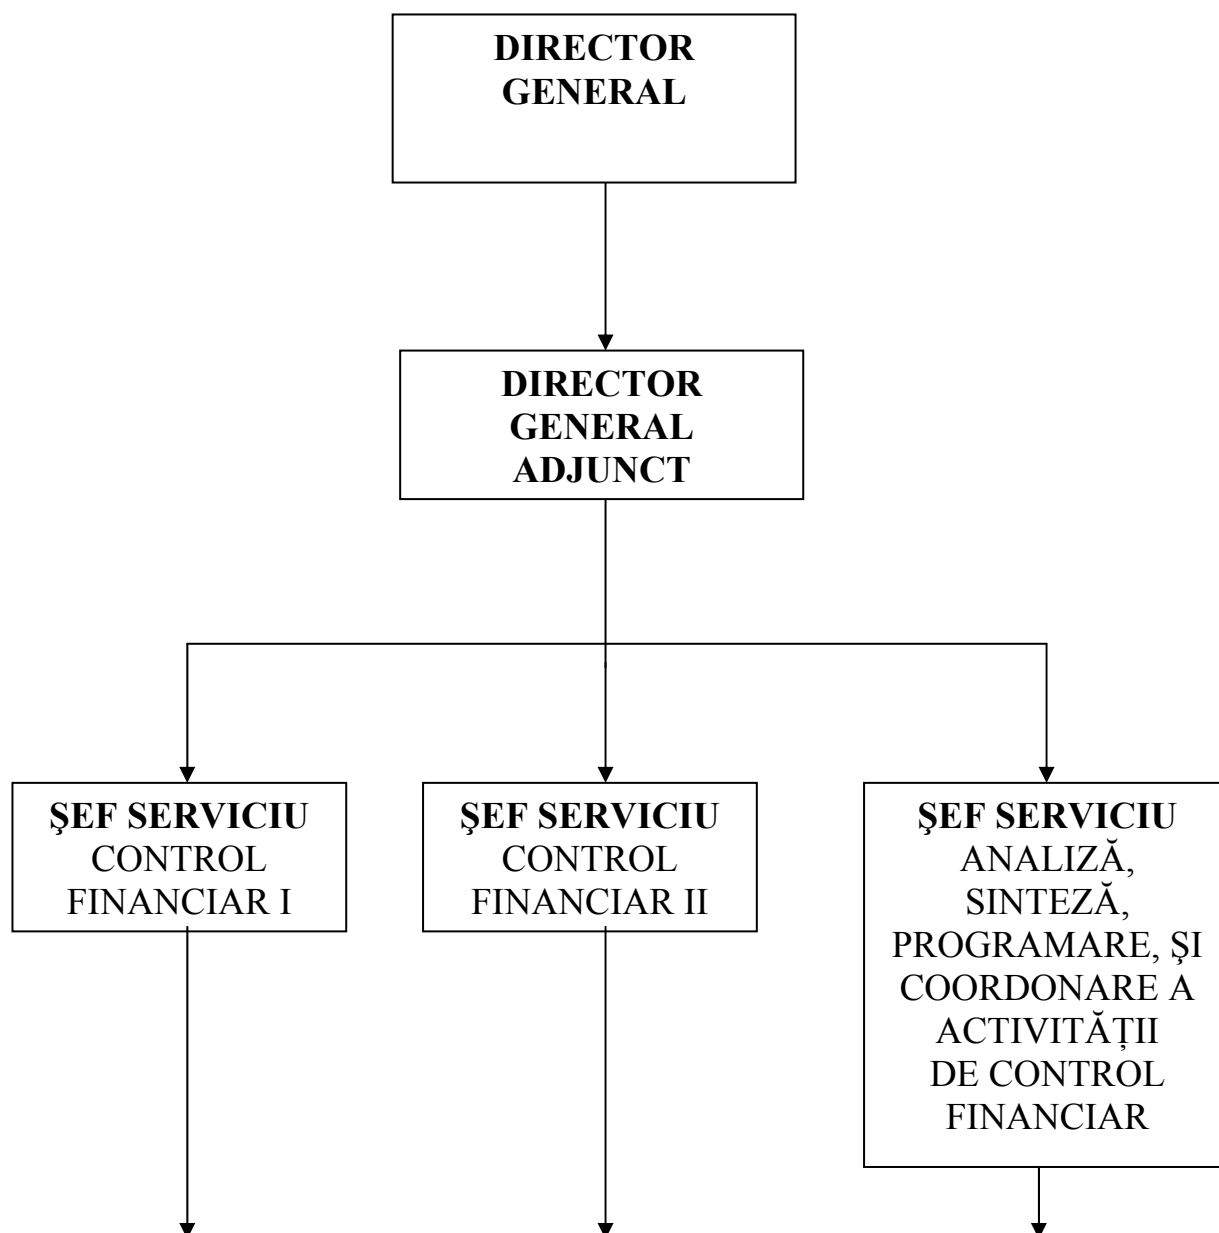 DIRECTOR
GENERAL
DIRECTOR
GENERAL
ADJUNCT
ŞEF SERVICIU
CONTROL
FINANCIAR I
ŞEF SERVICIU
CONTROL
FINANCIAR II
ŞEF SERVICIU
ANALIZĂ,
SINTEZĂ,
PROGRAMARE, ŞI
COORDONARE A
ACTIVITĂȚII
DE CONTROL
FINANCIAR